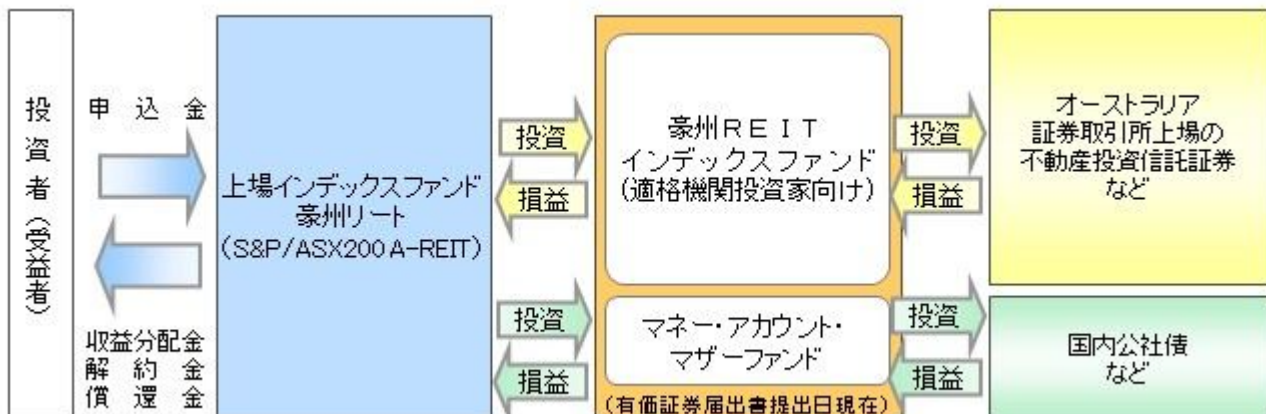 投資者(受益者)
申込金
収益分配金
解約金
償還金
上場インデックスファンド
豪州リート
(S&P/ASX200 A-REIT)
投資
損益
投資
損益
豪州REIT
インデックスファンド
(適格機関投資家向け)
マネー・アカウント・
マザーファンド
(有価証券届出書提出日現在)
投資
損益
投資
損益
オーストラリア
証券取引所上場の
不動産投資信託証券
など
国内公社債
など